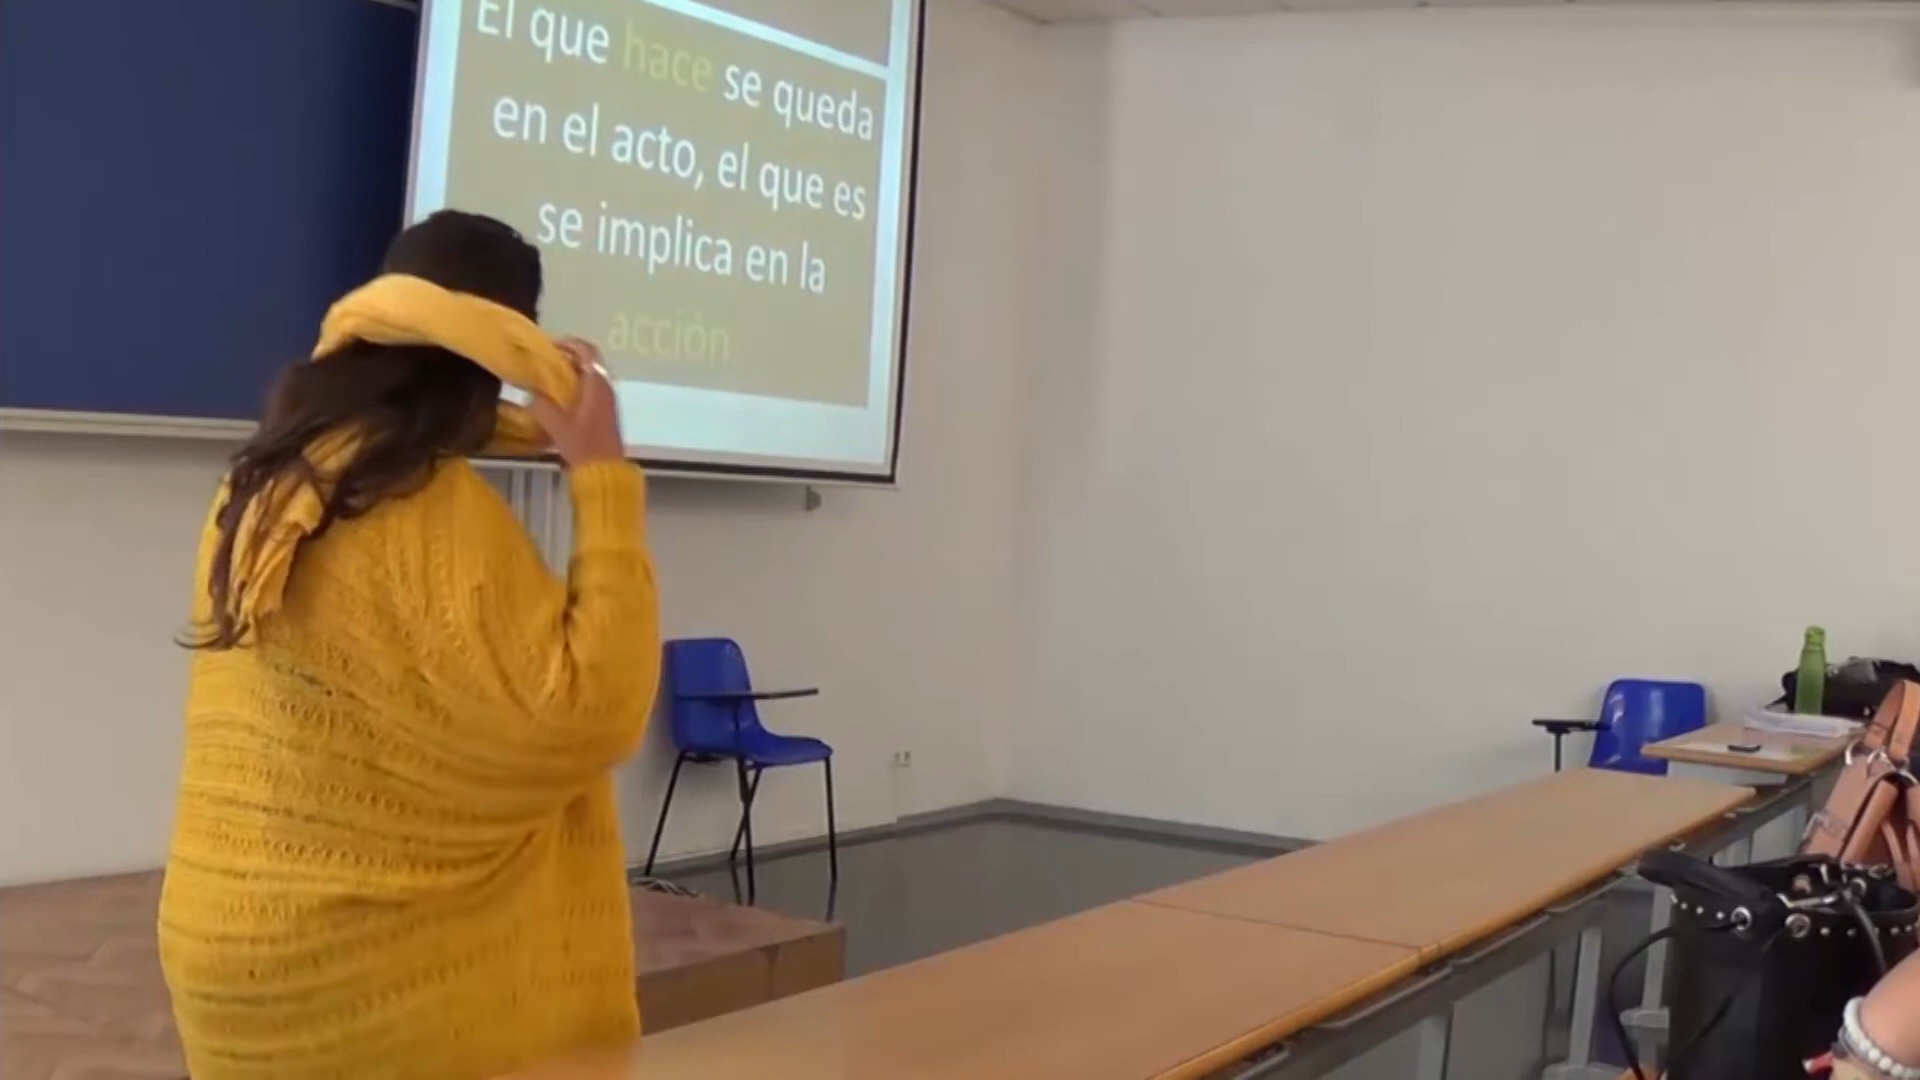 El que hace se queda
en el acto, el que es
se implica en la
acción.